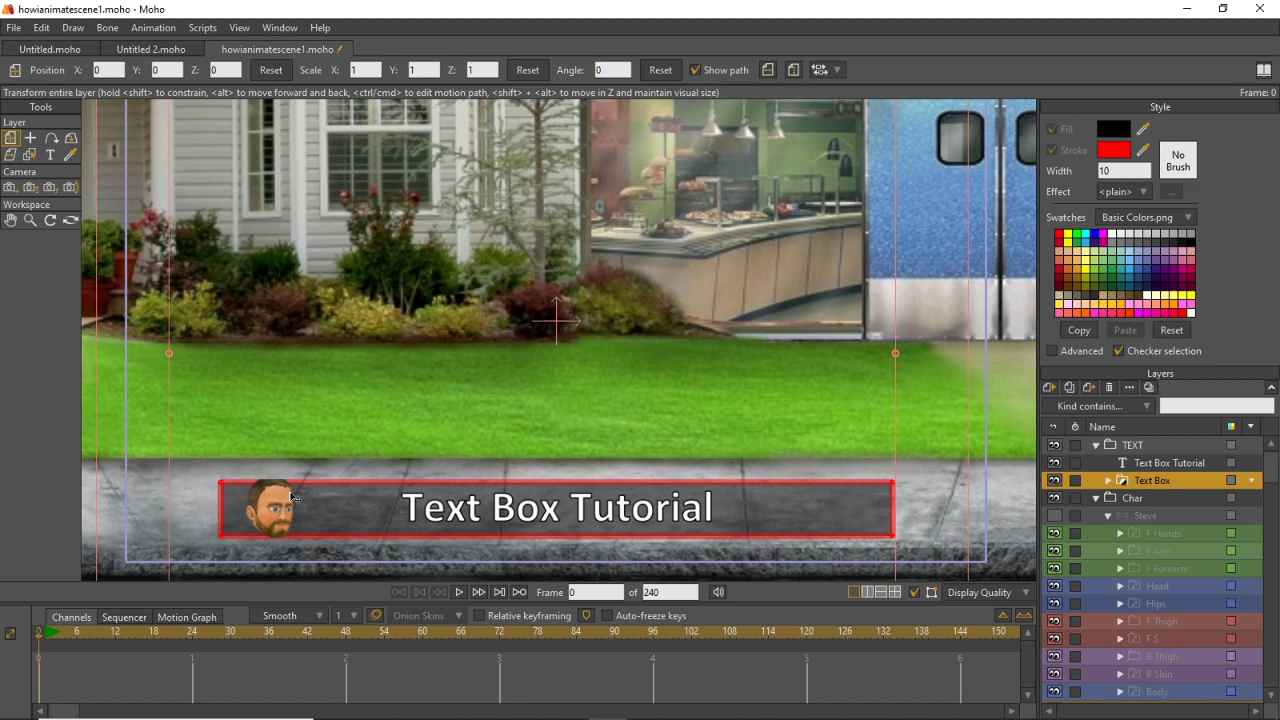 howianimatescene1.moho - Moho
File Edit Draw Bone Animation Scripts View Window Help
Untitled.moho Untitled 2.moho howianimatescene1.moho
Position X: 0 Y: 0 Z: 0 Reset Scale X: 1 Y: 1 Z: 1 Reset Angle: 0 Reset Show path
Transform entire layer (hold <shift> to constrain, <alt> to move forward and back, <ctrl/cmd> to edit motion path, <shift> + <alt> to move in Z and maintain visual size) Frame: 0
Tools
Layer
T
Camera
Workspace
Text Box Tutorial
Style
Fill
Stroke
No Brush
Width 10
Effect <plain> ...
Swatches Basic Colors.png
Copy Paste Reset
Advanced Checker selection
Layers
Kind contains...
Name
TEXT
T Text Box Tutorial
Text Box
Char
Steve
F Hands
F Arm
F Forearm
Head
Hips
F Thigh
F S
B Thigh
B Shin
Body
Frame 0 of 240 Display Quality
Channels Sequencer Motion Graph Smooth 1 Onion Skins Relative keyframing Auto-freeze keys
0 6 12 18 24 30 36 42 48 54 60 66 72 78 84 90 96 102 108 114 120 126 132 138 144 150
0 1 2 3 4 5 6